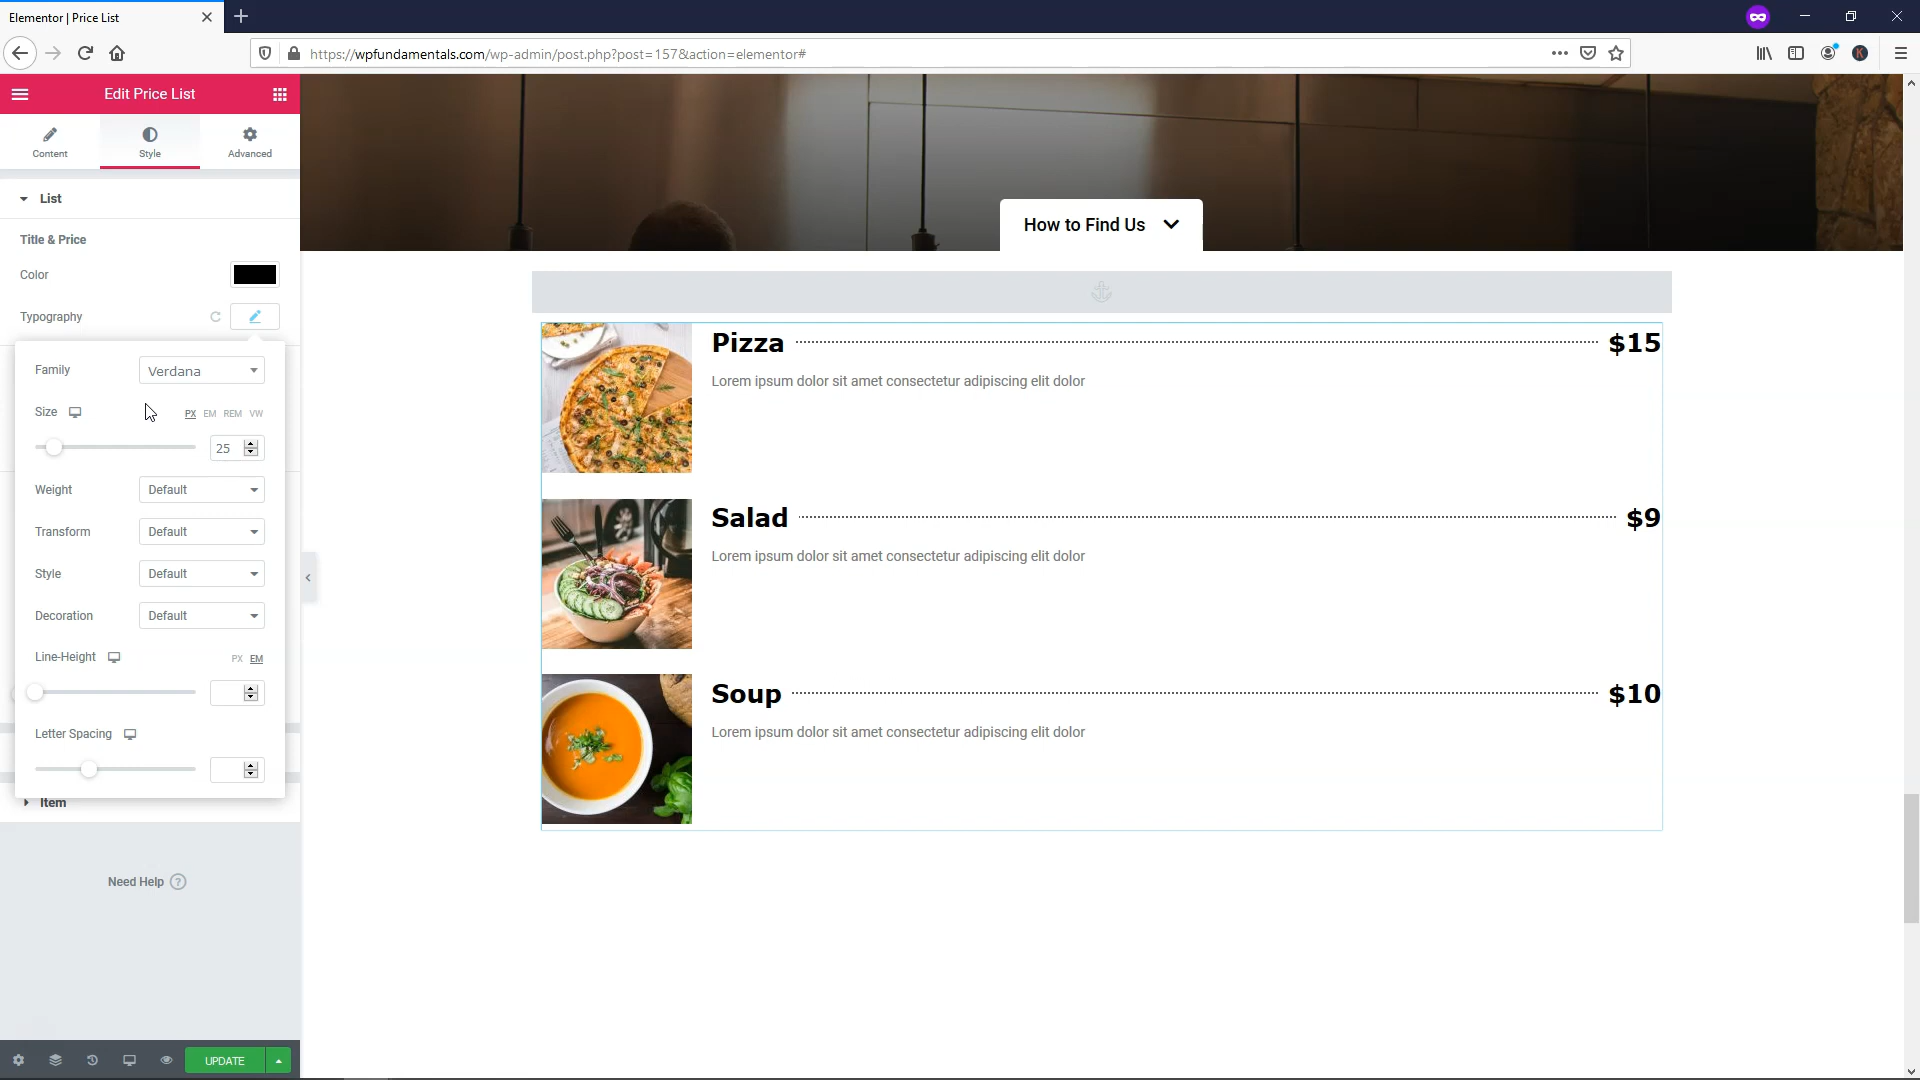 Elementor | Price List
https://wpfundamentals.com/wp-admin/post.php?post=157&action=elementor#
K
Edit Price List
Content
Style
Advanced
List
Title & Price
Color
Typography
Family
Verdana
Size
PX EM REM VW
25
Weight
Default
Transform
Default
Style
Default
Decoration
Default
Line-Height
PX EM
Letter Spacing
Item
Need Help ?
UPDATE
How to Find Us
Pizza $15
Lorem ipsum dolor sit amet consectetur adipiscing elit dolor
Salad $9
Lorem ipsum dolor sit amet consectetur adipiscing elit dolor
Soup $10
Lorem ipsum dolor sit amet consectetur adipiscing elit dolor